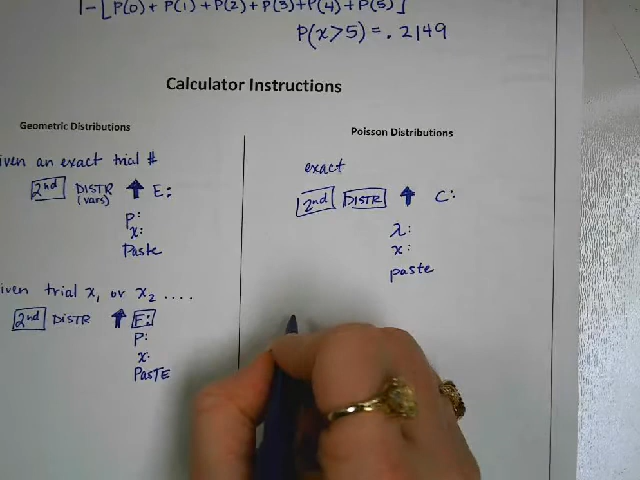 1-[P(0)+P(1)+P(2)+P(3)+P(4)+P(5)]
P(x>5)=.2149
Calculator Instructions
Geometric Distributions
iven an exact trial #
2nd DISTR ↑ E:
(vars)
P:
x:
Paste
iven trial x₁ or x₂ ....
2nd DISTR ↑ E:
P:
x:
PASTE
Poisson Distributions
exact
2nd DISTR ↑ C:
λ:
x:
paste